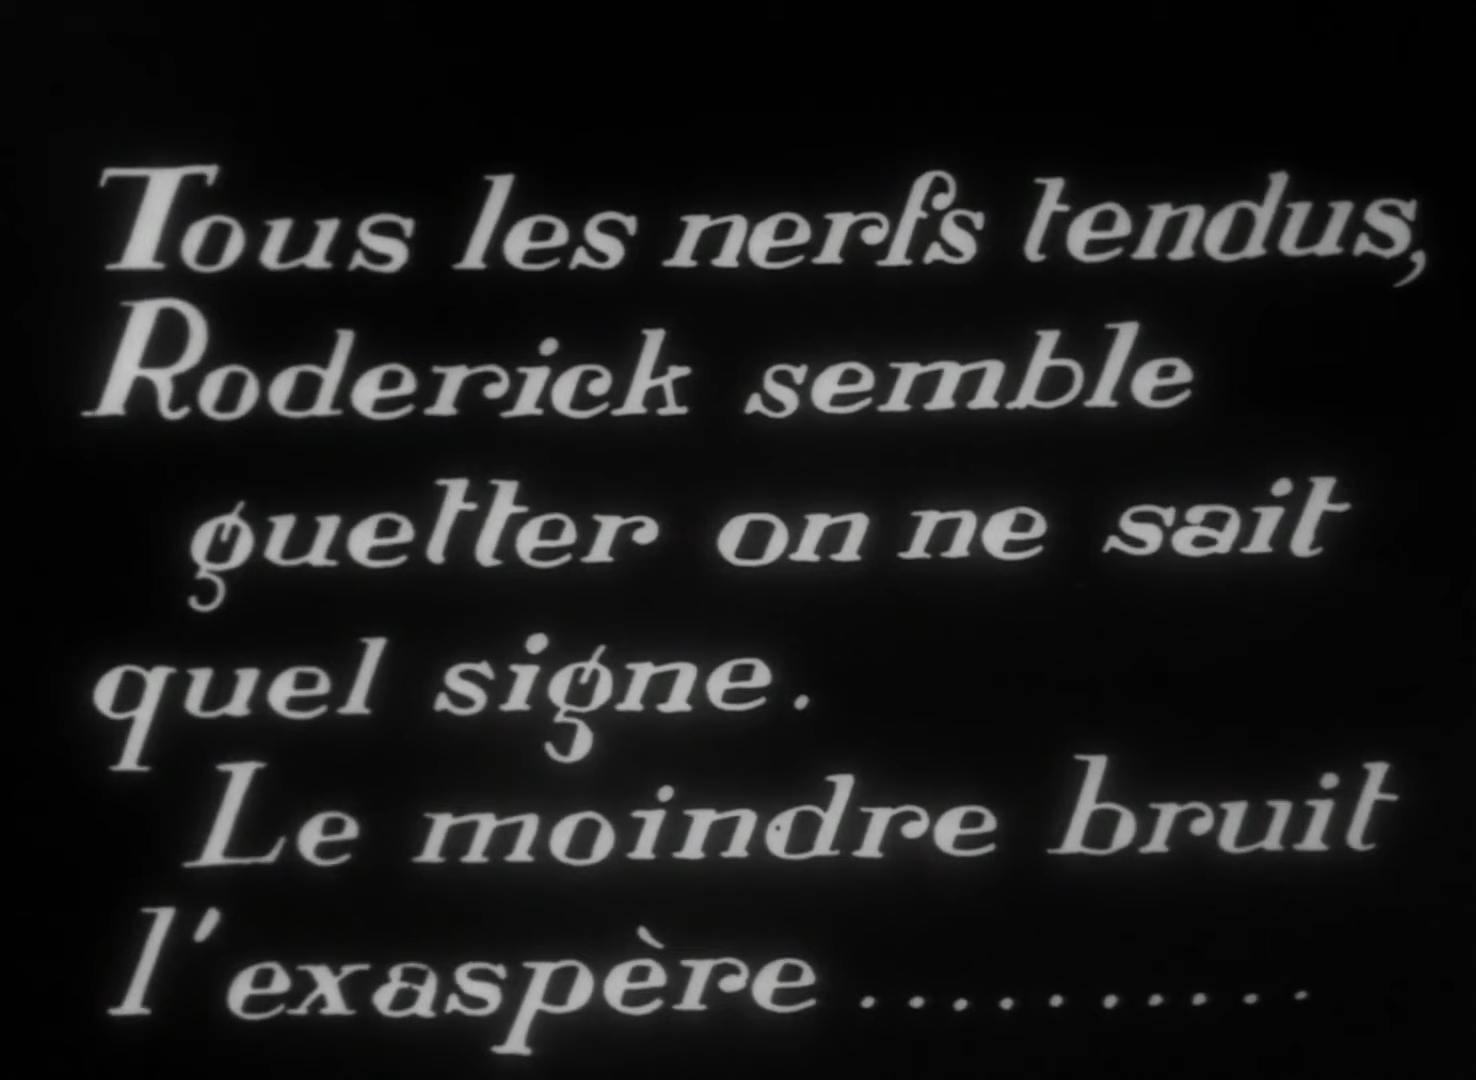 Tous les nerfs tendus,
Roderick semble
guetter on ne sait
quel signe.
Le moindre bruit
l'exaspère ..........